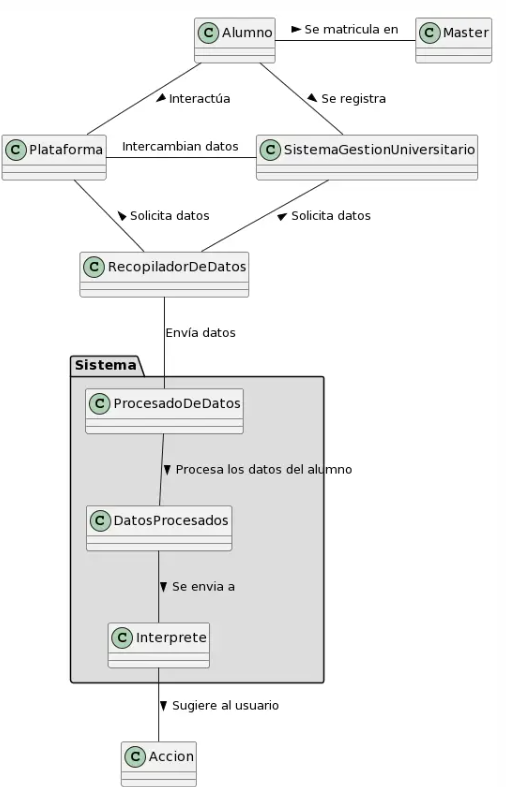 C Alumno
Se matricula en
C Master
Interactúa
Se registra
C Plataforma
Intercambian datos
C SistemaGestionUniversitario
Solicita datos
Solicita datos
C RecopiladorDeDatos
Envía datos
Sistema
C ProcesadoDeDatos
Procesa los datos del alumno
C DatosProcesados
Se envia a
C Interprete
Sugiere al usuario
C Accion